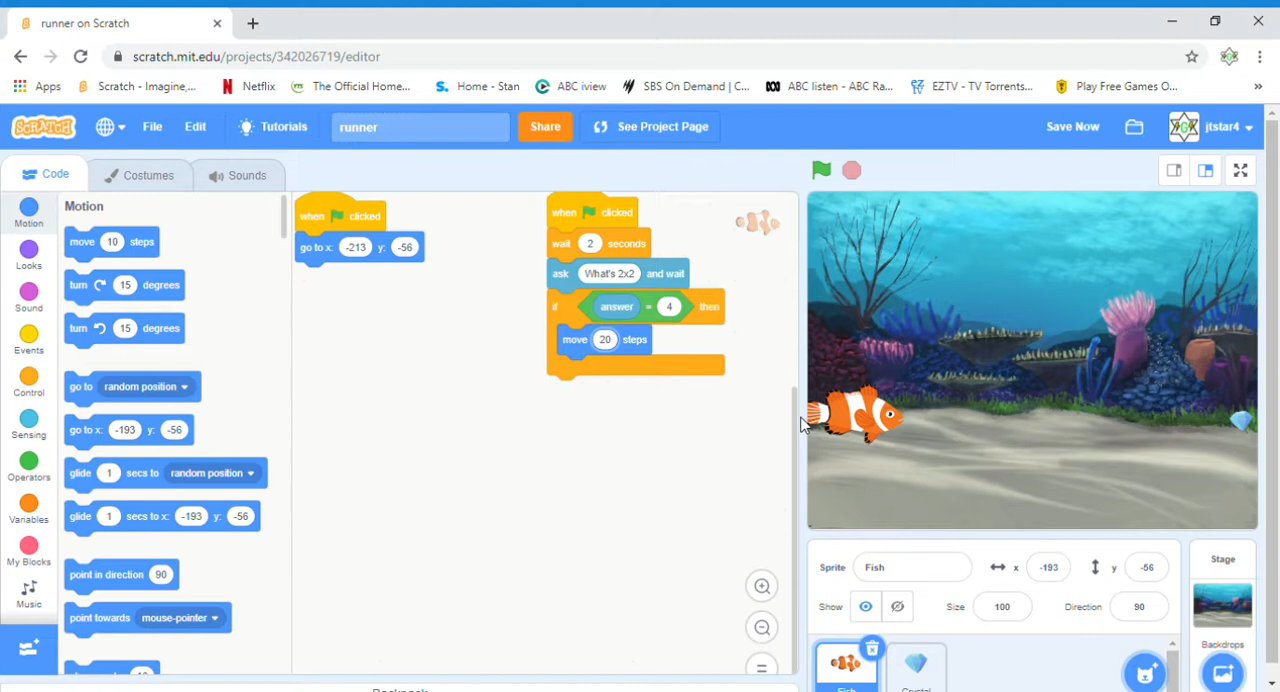 runner on Scratch
scratch.mit.edu/projects/342026719/editor
Apps Scratch - Imagine,... Netflix The Official Home... Home - Stan ABC iview SBS On Demand | C... ABC listen - ABC Ra... EZTV - TV Torrents... Play Free Games O...
SCRATCH File Edit Tutorials runner Share See Project Page Save Now jtstar4
Code Costumes Sounds
Motion
Looks
Sound
Events
Control
Sensing
Operators
Variables
My Blocks
Music
Motion
move 10 steps
turn 15 degrees
turn 15 degrees
go to random position
go to x: -193 y: -56
glide 1 secs to random position
glide 1 secs to x: -193 y: -56
point in direction 90
point towards mouse-pointer
when clicked
go to x: -213 y: -56
when clicked
wait 2 seconds
ask What's 2x2 and wait
if answer = 4 then
move 20 steps
Sprite Fish x -193 y -56
Show Size 100 Direction 90
Stage
Backdrops
Fish
Crystal
Backpack